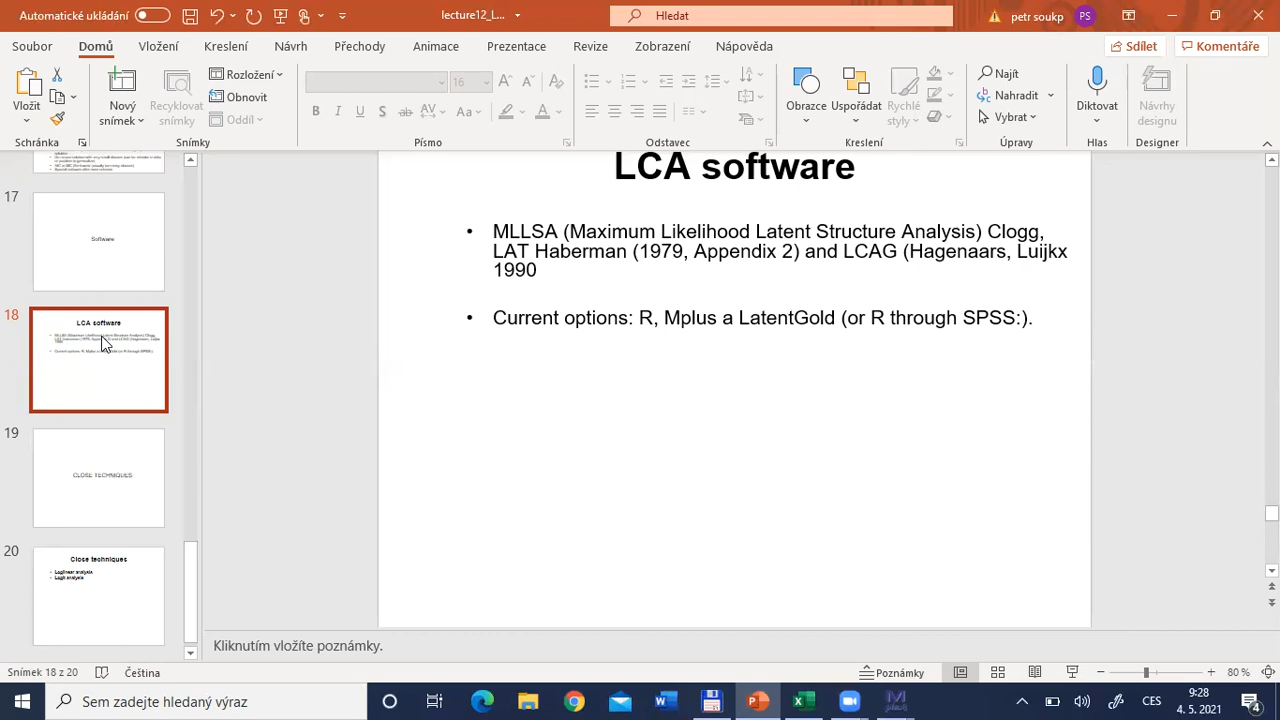 Automatické ukládání
lecture12_L...
Hledat
petr soukp
PS
Soubor
Domů
Vložení
Kreslení
Návrh
Přechody
Animace
Prezentace
Revize
Zobrazení
Nápověda
Sdílet
Komentáře
Vložit
Nový
snímek
Recyklovat
snímky
Rozložení
Obnovit
Oddíl
16
Obrazce
Uspořádat
Rychlé
styly
Najít
Nahradit
Vybrat
Diktovat
Návrhy
designu
Schránka
Snímky
Písmo
Odstavec
Kreslení
Úpravy
Hlas
Designer
17
Software
18
LCA software
19
CLOSE TECHNIQUES
20
Close techniques
• Loglinear analysis
• Logit analysis
LCA software
• MLLSA (Maximum Likelihood Latent Structure Analysis) Clogg,
LAT Haberman (1979, Appendix 2) and LCAG (Hagenaars, Luijkx
1990
• Current options: R, Mplus a LatentGold (or R through SPSS:).
Kliknutím vložíte poznámky.
Snímek 18 z 20
Čeština
Poznámky
80 %
Sem zadejte hledaný výraz
CES
9:28
4. 5. 2021
4